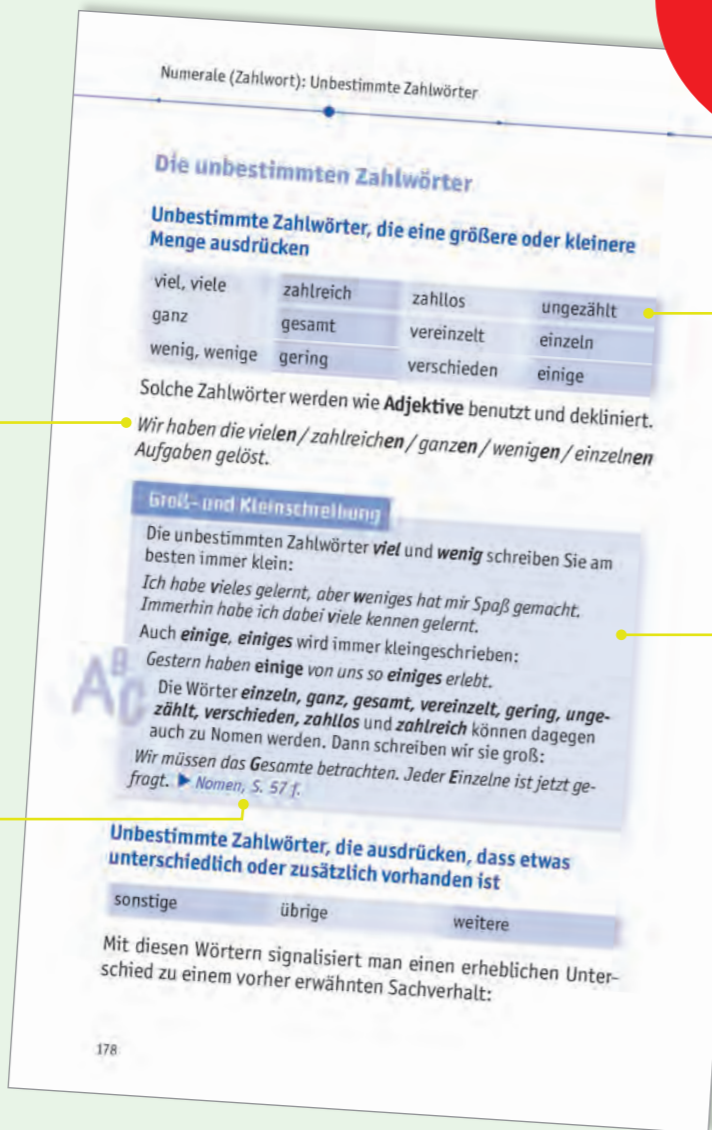 Numerale (Zahlwort): Unbestimmte Zahlwörter
Die unbestimmten Zahlwörter
Unbestimmte Zahlwörter, die eine größere oder kleinere
Menge ausdrücken
viel, viele zahlreich zahllos ungezählt
ganz gesamt vereinzelt einzeln
wenig, wenige gering verschieden einige
Solche Zahlwörter werden wie Adjektive benutzt und dekliniert.
Wir haben die vielen / zahlreichen / ganzen / wenigen / einzelnen
Aufgaben gelöst.
Groß- und Kleinschreibung
Die unbestimmten Zahlwörter viel und wenig schreiben Sie am
besten immer klein:
Ich habe vieles gelernt, aber weniges hat mir Spaß gemacht.
Immerhin habe ich dabei viele kennen gelernt.
Auch einige, einiges wird immer kleingeschrieben:
Gestern haben einige von uns so einiges erlebt.
ABC
Die Wörter einzeln, ganz, gesamt, vereinzelt, gering, unge-
zählt, verschieden, zahllos und zahlreich können dagegen
auch zu Nomen werden. Dann schreiben wir sie groß:
Wir müssen das Gesamte betrachten. Jeder Einzelne ist jetzt ge-
fragt. ▶ Nomen, S. 57 f.
Unbestimmte Zahlwörter, die ausdrücken, dass etwas
unterschiedlich oder zusätzlich vorhanden ist
sonstige übrige weitere
Mit diesen Wörtern signalisiert man einen erheblichen Unter-
schied zu einem vorher erwähnten Sachverhalt:
178